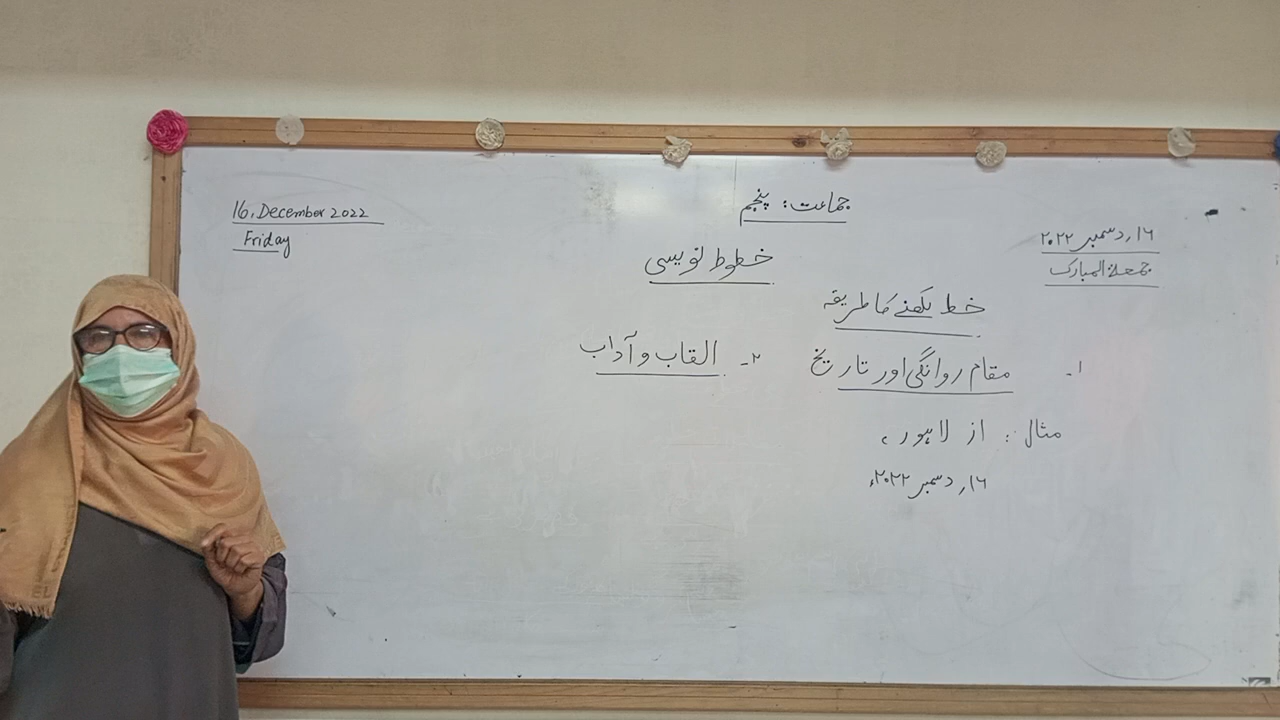 16, December 2022
Friday
جماعت: پنجم
۱۶؍ دسمبر ۲۰۲۲
جمعۃ المبارک
خطوط نویسی
خط لکھنے کا طریقہ
۱- مقام روانگی اور تاریخ
۲- القاب و آداب
مثال: از لاہور،
۱۶؍ دسمبر ۲۰۲۲ء